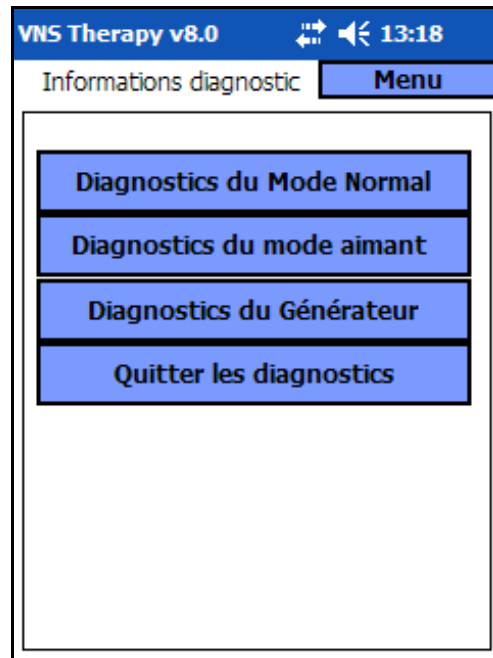 VNS Therapy v8.0 13:18
Informations diagnostic Menu
Diagnostics du Mode Normal
Diagnostics du mode aimant
Diagnostics du Générateur
Quitter les diagnostics